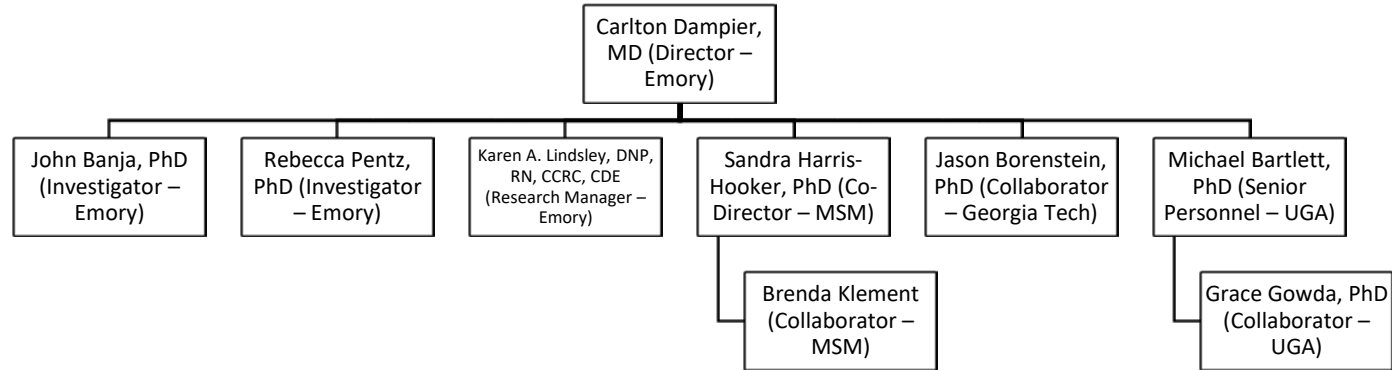 Carlton Dampier,
MD (Director –
Emory)
John Banja, PhD
(Investigator –
Emory)
Rebecca Pentz,
PhD (Investigator
– Emory)
Karen A. Lindsley, DNP,
RN, CCRC, CDE
(Research Manager –
Emory)
Sandra Harris-
Hooker, PhD (Co-
Director – MSM)
Jason Borenstein,
PhD (Collaborator
– Georgia Tech)
Michael Bartlett,
PhD (Senior
Personnel – UGA)
Brenda Klement
(Collaborator –
MSM)
Grace Gowda, PhD
(Collaborator –
UGA)